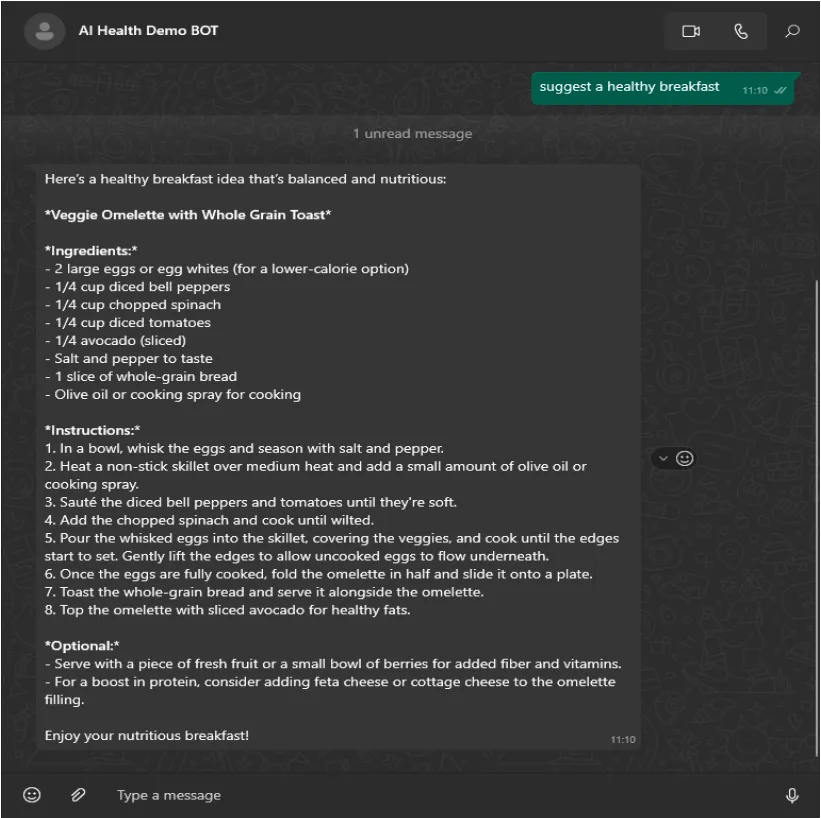 AI Health Demo BOT
suggest a healthy breakfast
11:10
1 unread message
Here's a healthy breakfast idea that's balanced and nutritious:
*Veggie Omelette with Whole Grain Toast*
*Ingredients:*
- 2 large eggs or egg whites (for a lower-calorie option)
- 1/4 cup diced bell peppers
- 1/4 cup chopped spinach
- 1/4 cup diced tomatoes
- 1/4 avocado (sliced)
- Salt and pepper to taste
- 1 slice of whole-grain bread
- Olive oil or cooking spray for cooking
*Instructions:*
1. In a bowl, whisk the eggs and season with salt and pepper.
2. Heat a non-stick skillet over medium heat and add a small amount of olive oil or
cooking spray.
3. Sauté the diced bell peppers and tomatoes until they're soft.
4. Add the chopped spinach and cook until wilted.
5. Pour the whisked eggs into the skillet, covering the veggies, and cook until the edges
start to set. Gently lift the edges to allow uncooked eggs to flow underneath.
6. Once the eggs are fully cooked, fold the omelette in half and slide it onto a plate.
7. Toast the whole-grain bread and serve it alongside the omelette.
8. Top the omelette with sliced avocado for healthy fats.
*Optional:*
- Serve with a piece of fresh fruit or a small bowl of berries for added fiber and vitamins.
- For a boost in protein, consider adding feta cheese or cottage cheese to the omelette
filling.
Enjoy your nutritious breakfast!
11:10
Type a message